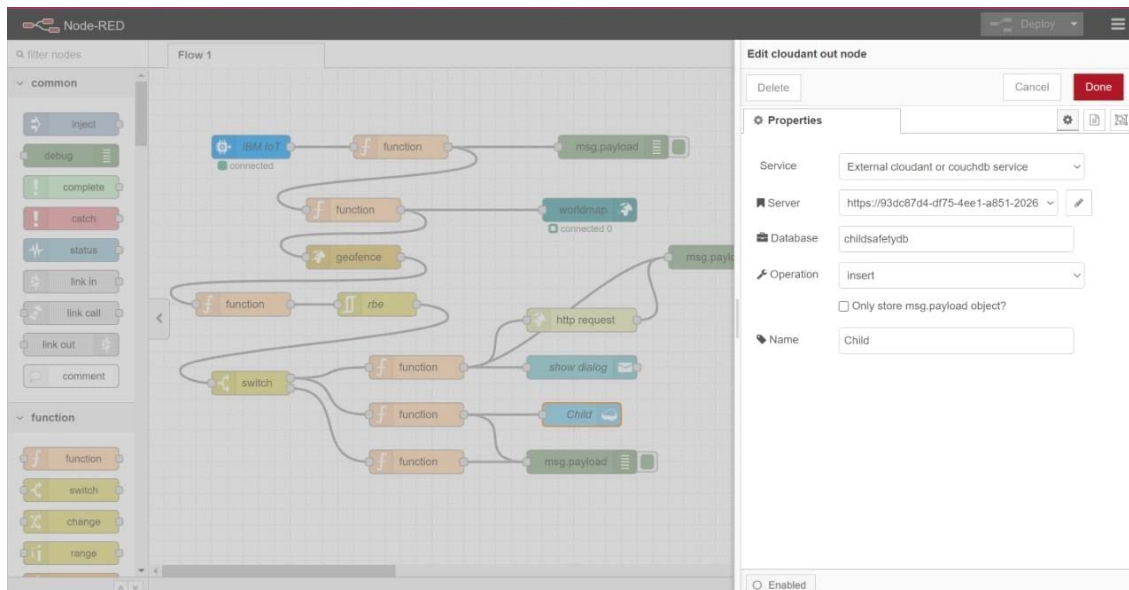 Node-RED
Deploy
filter nodes
Flow 1
Edit cloudant out node
common
Delete
Cancel
Done
inject
Properties
debug
IBM IoT
function
msg.payload
connected
Service
External cloudant or couchdb service
complete
Server
https://93dc87d4-df75-4ee1-a851-2026
catch
function
worldmap
connected 0
Database
childsafetydb
status
geofence
msg.paylo
Operation
insert
link in
function
rbe
Only store msg.payload object?
link call
http request
Name
Child
link out
comment
switch
function
show dialog
function
function
Child
function
function
msg.payload
switch
change
range
Enabled